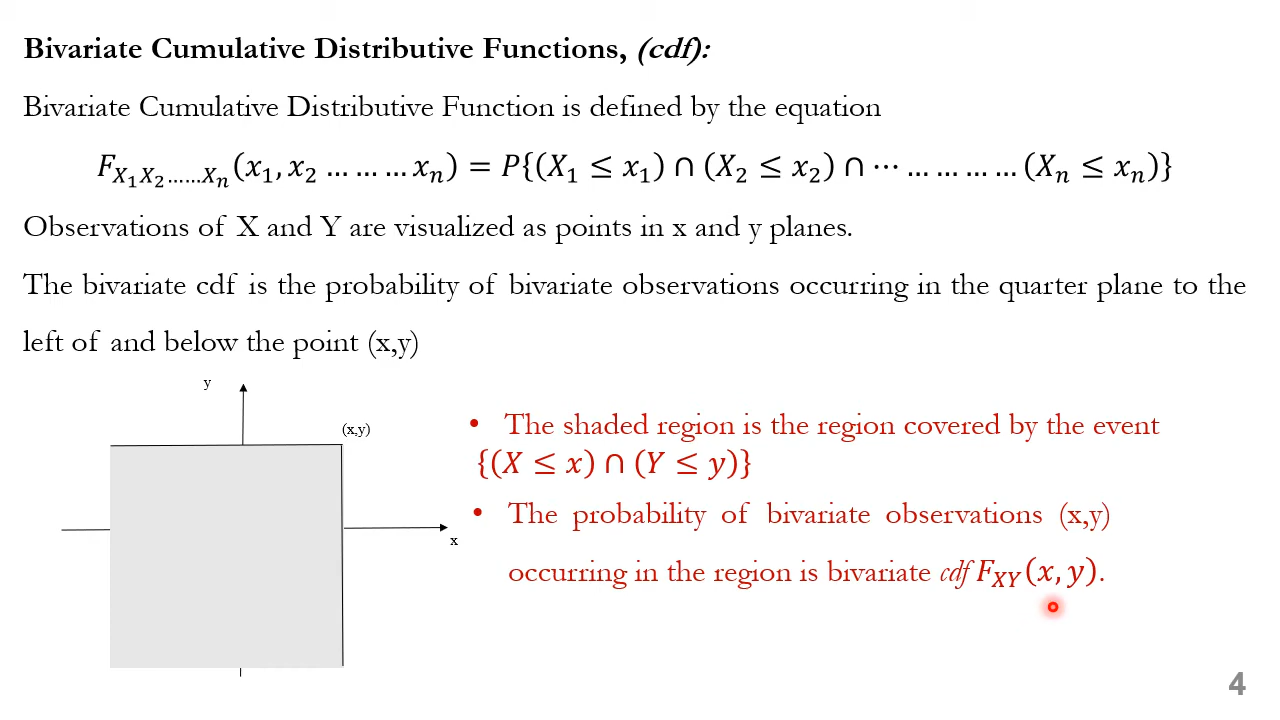 Bivariate Cumulative Distributive Functions, (cdf):
Bivariate Cumulative Distributive Function is defined by the equation
F_{X_1X_2……X_n}(x_1, x_2 … … … x_n) = P{(X_1 ≤ x_1) ∩ (X_2 ≤ x_2) ∩ ⋯ … … … … (X_n ≤ x_n)}
Observations of X and Y are visualized as points in x and y planes.
The bivariate cdf is the probability of bivariate observations occurring in the quarter plane to the
left of and below the point (x,y)
y
(x,y)
x
• The shaded region is the region covered by the event
{(X ≤ x) ∩ (Y ≤ y)}
• The probability of bivariate observations (x,y)
occurring in the region is bivariate cdf F_{XY}(x, y).
4